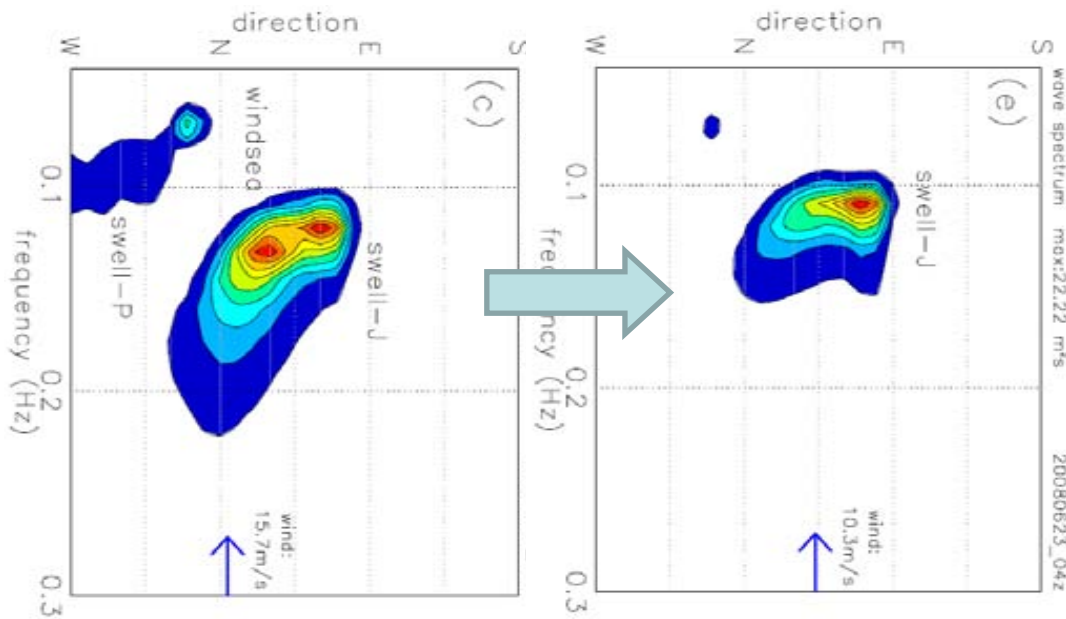 direction
W N E S
(c)
windsed
swell-P
swell-J
0.1
0.2
0.3
frequency (Hz)
wind:
15.7m/s
direction
W N E S
(e)
swell-J
0.1
0.2
0.3
frequency (Hz)
wind:
10.3m/s
wave spectrum max:22.22 m²s 20080623_04z